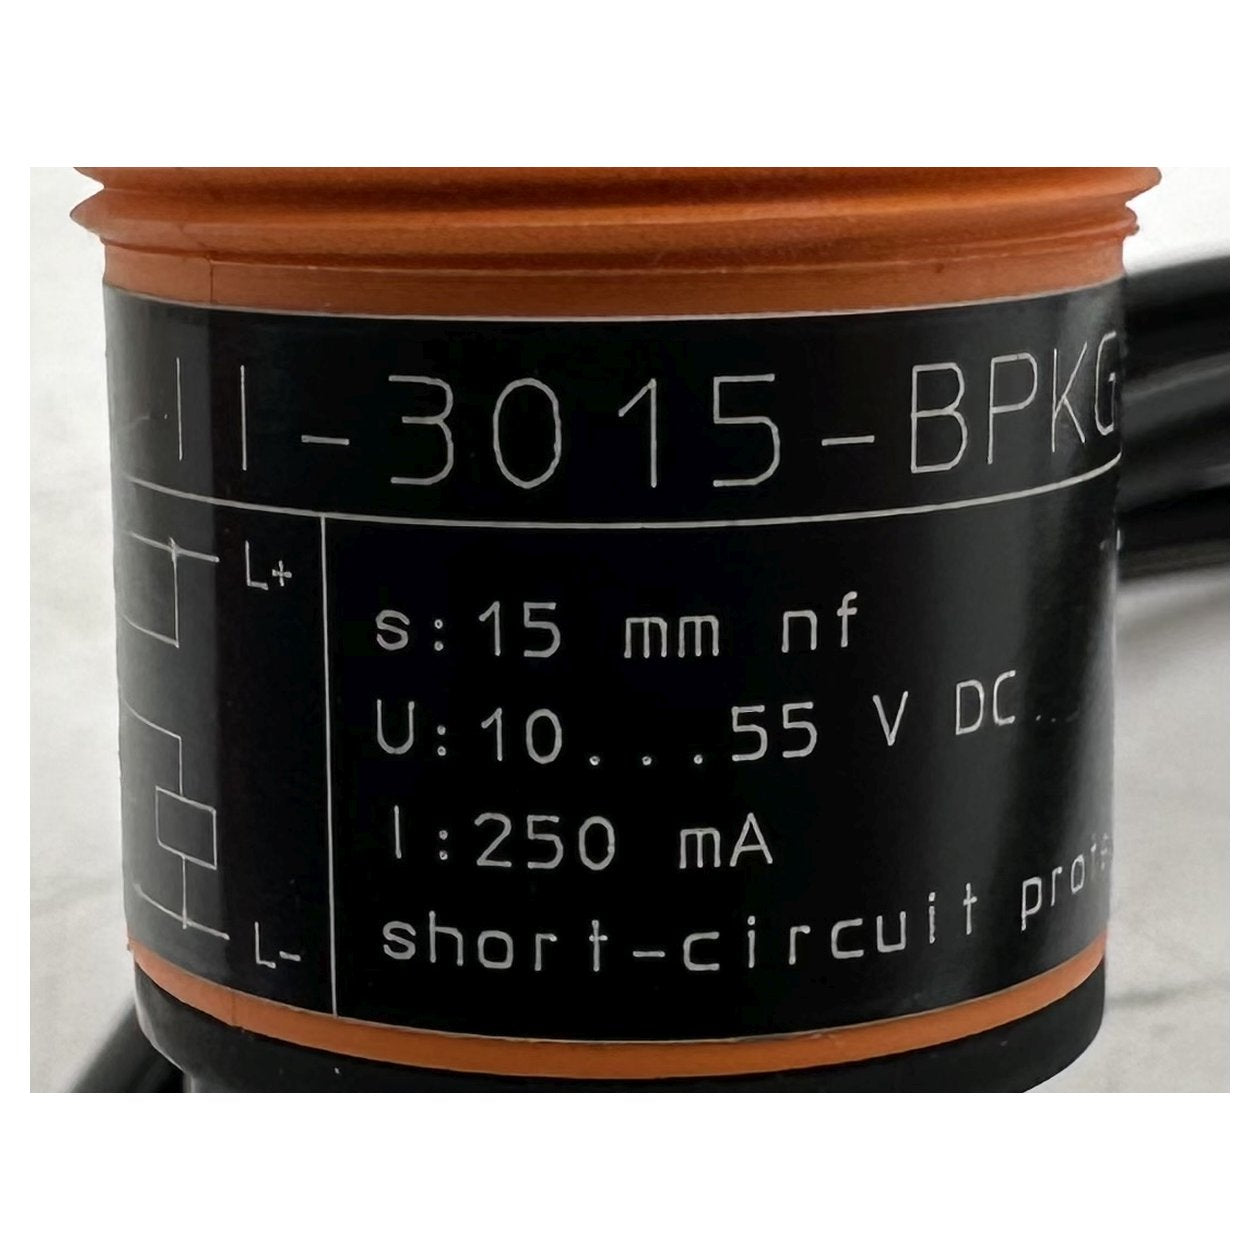 II-3015-BPKG
L+
s:15 mm nf
U:10...55 V DC
I:250 mA
short-circuit
L-